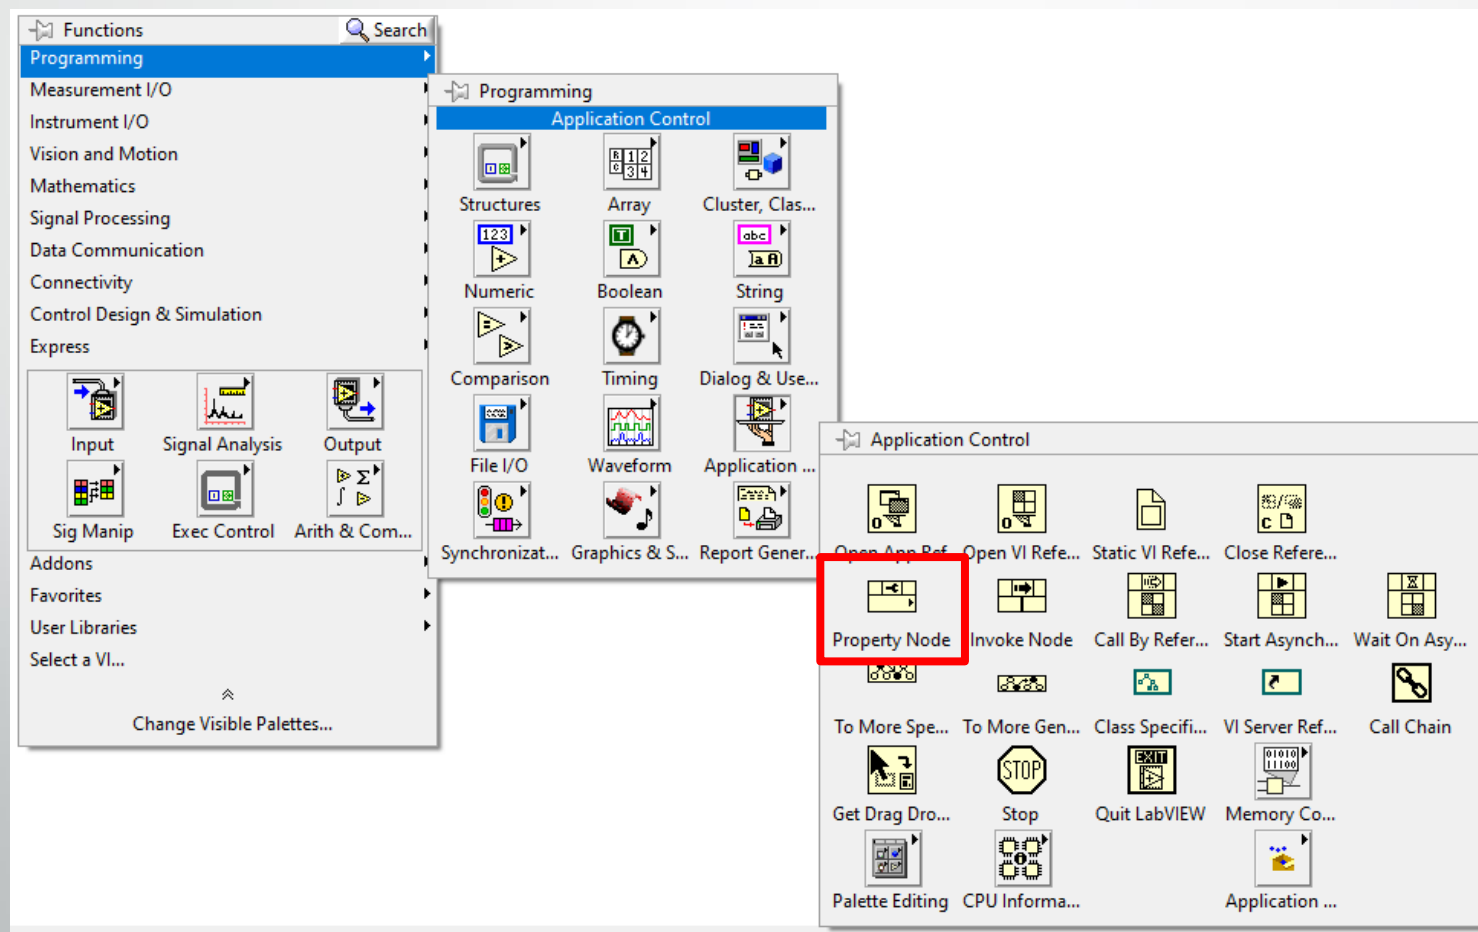 Functions
Search
Programming
Measurement I/O
Instrument I/O
Vision and Motion
Mathematics
Signal Processing
Data Communication
Connectivity
Control Design & Simulation
Express
Input Signal Analysis Output
Sig Manip Exec Control Arith & Com...
Addons
Favorites
User Libraries
Select a VI...
Change Visible Palettes...
Programming
Application Control
Structures Array Cluster, Clas...
Numeric Boolean String
Comparison Timing Dialog & Use...
File I/O Waveform Application ...
Synchronizat... Graphics & S... Report Gener...
Application Control
Open App Ref Open VI Refe... Static VI Refe... Close Refere...
Property Node Invoke Node Call By Refer... Start Asynch... Wait On Asy...
To More Spe... To More Gen... Class Specifi... VI Server Ref... Call Chain
Get Drag Dro... Stop Quit LabVIEW Memory Co...
Palette Editing CPU Informa... Application ...